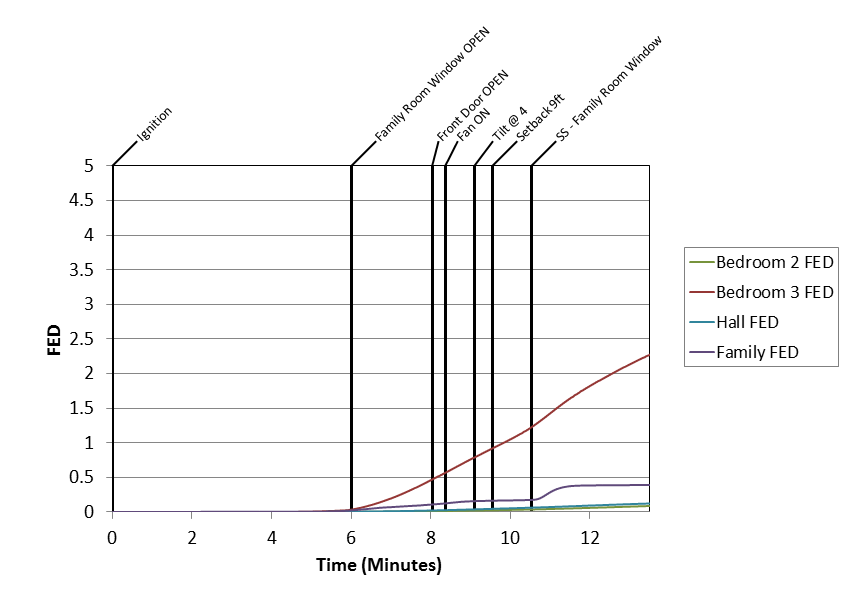 Ignition
Family Room Window OPEN
Front Door OPEN
Fan ON
Tilt @ 4
Setback 9ft
SS - Family Room Window
5
4.5
4
3.5
3
2.5
2
1.5
1
0.5
0
FED
0 2 4 6 8 10 12
Time (Minutes)
Bedroom 2 FED
Bedroom 3 FED
Hall FED
Family FED